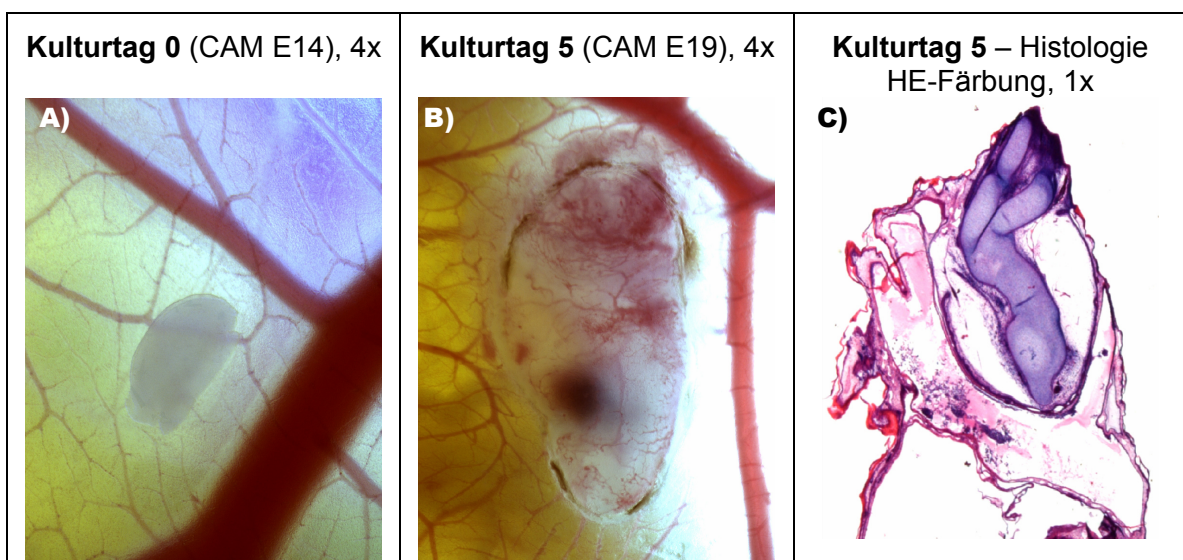 Kulturtag 0 (CAM E14), 4x
Kulturtag 5 (CAM E19), 4x
Kulturtag 5 – Histologie
HE-Färbung, 1x
A)
B)
C)